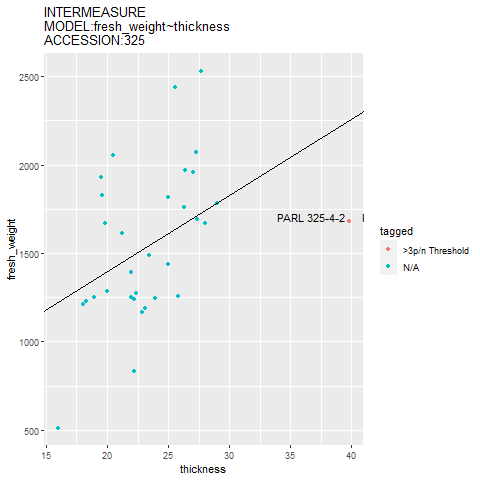 INTERMEASURE
MODEL:fresh_weight~thickness
ACCESSION:325
2500
2000
1500
1000
500
fresh_weight
PARL 325-4-2
tagged
>3p/n Threshold
N/A
15
20
25
30
35
40
thickness